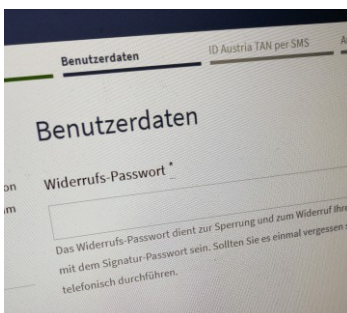 Benutzerdaten
ID Austria TAN per SMS
Benutzerdaten
Widerrufs-Passwort *
Das Widerrufs-Passwort dient zur Sperrung und zum Widerruf Ihre
mit dem Signatur-Passwort sein. Sollten Sie es einmal vergessen
telefonisch durchführen.